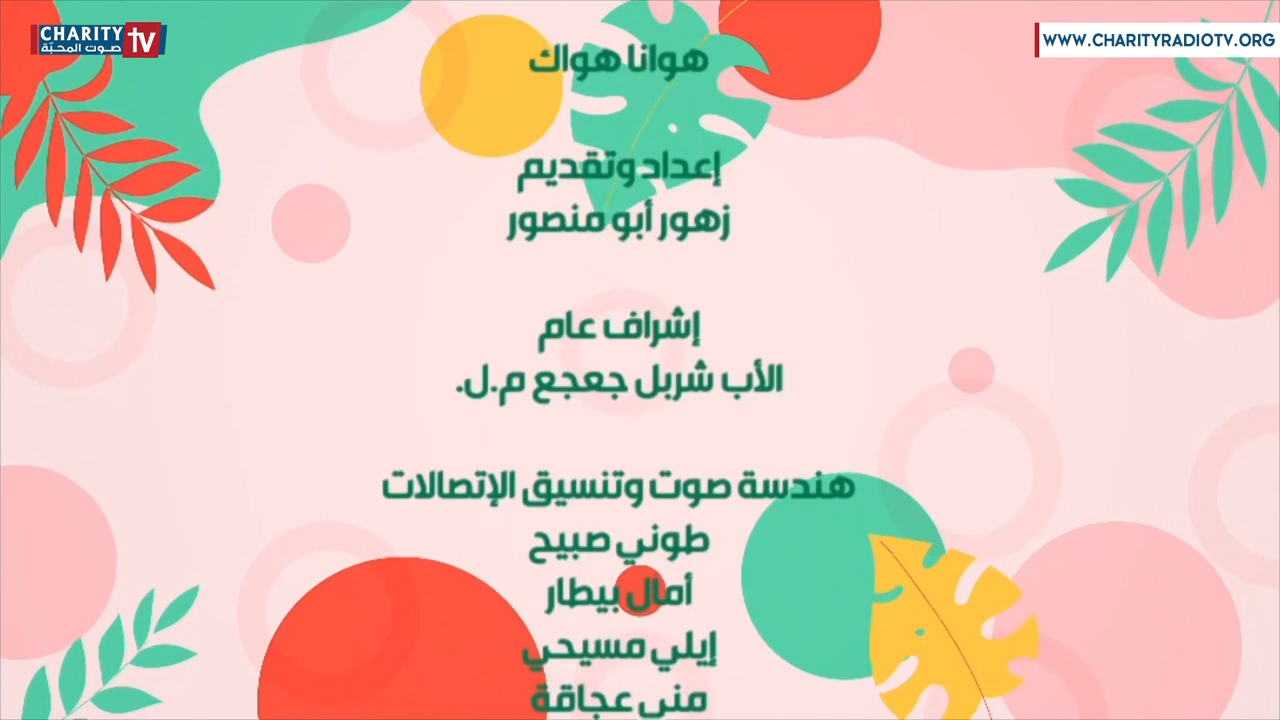 CHARITY tv
صوت المحبّة
WWW.CHARITYRADIOTV.ORG
هوانا هواك
إعداد وتقديم
زهور أبو منصور
إشراف عام
الأب شربل جعجع م.ل.
هندسة صوت وتنسيق الإتصالات
طوني صبيح
أمال بيطار
إيلي مسيحي
منى عجاقة